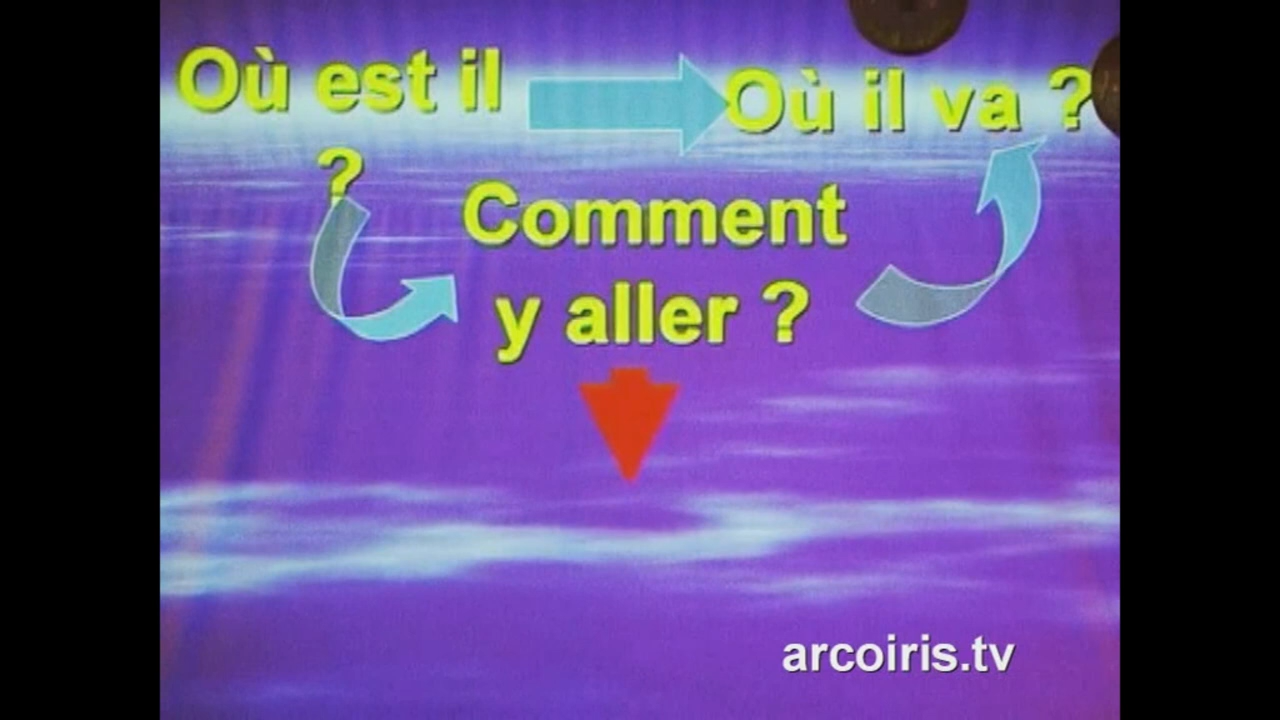 Où est il
?
Où il va ?
Comment
y aller ?
arcoiris.tv